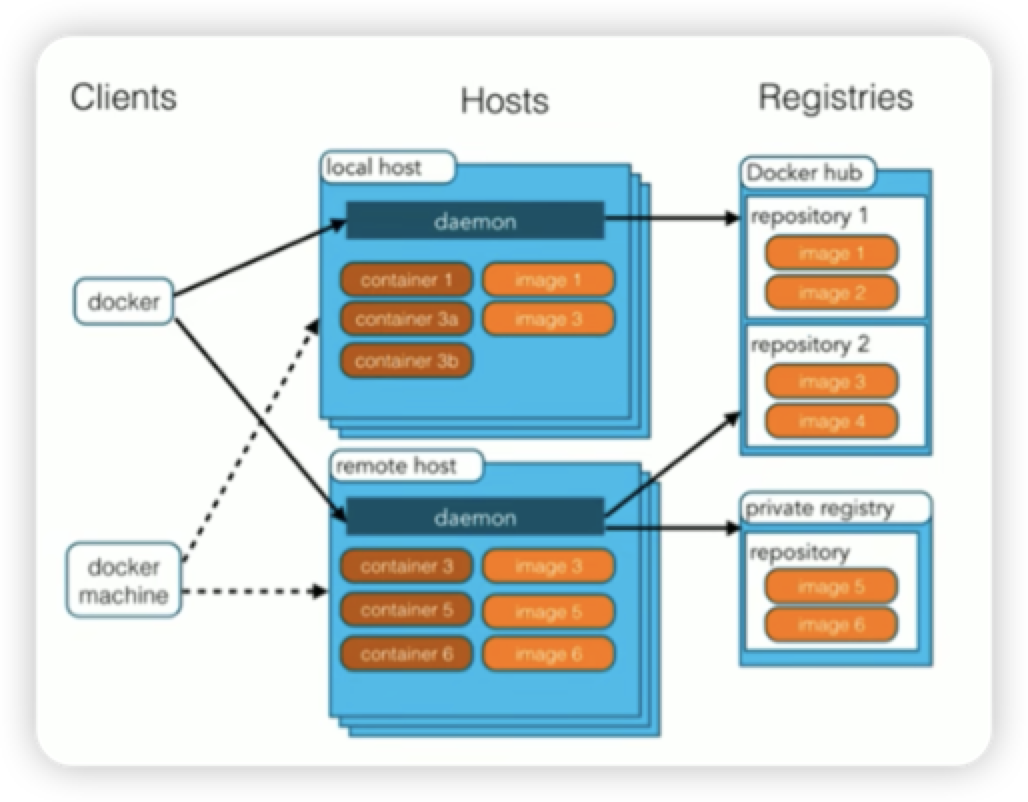 Clients
Hosts
Registries
local host
daemon
container 1
image 1
container 3a
image 3
container 3b
docker
docker
machine
remote host
daemon
container 3
image 3
container 5
image 5
container 6
image 6
Docker hub
repository 1
image 1
image 2
repository 2
image 3
image 4
private registry
repository
image 5
image 6